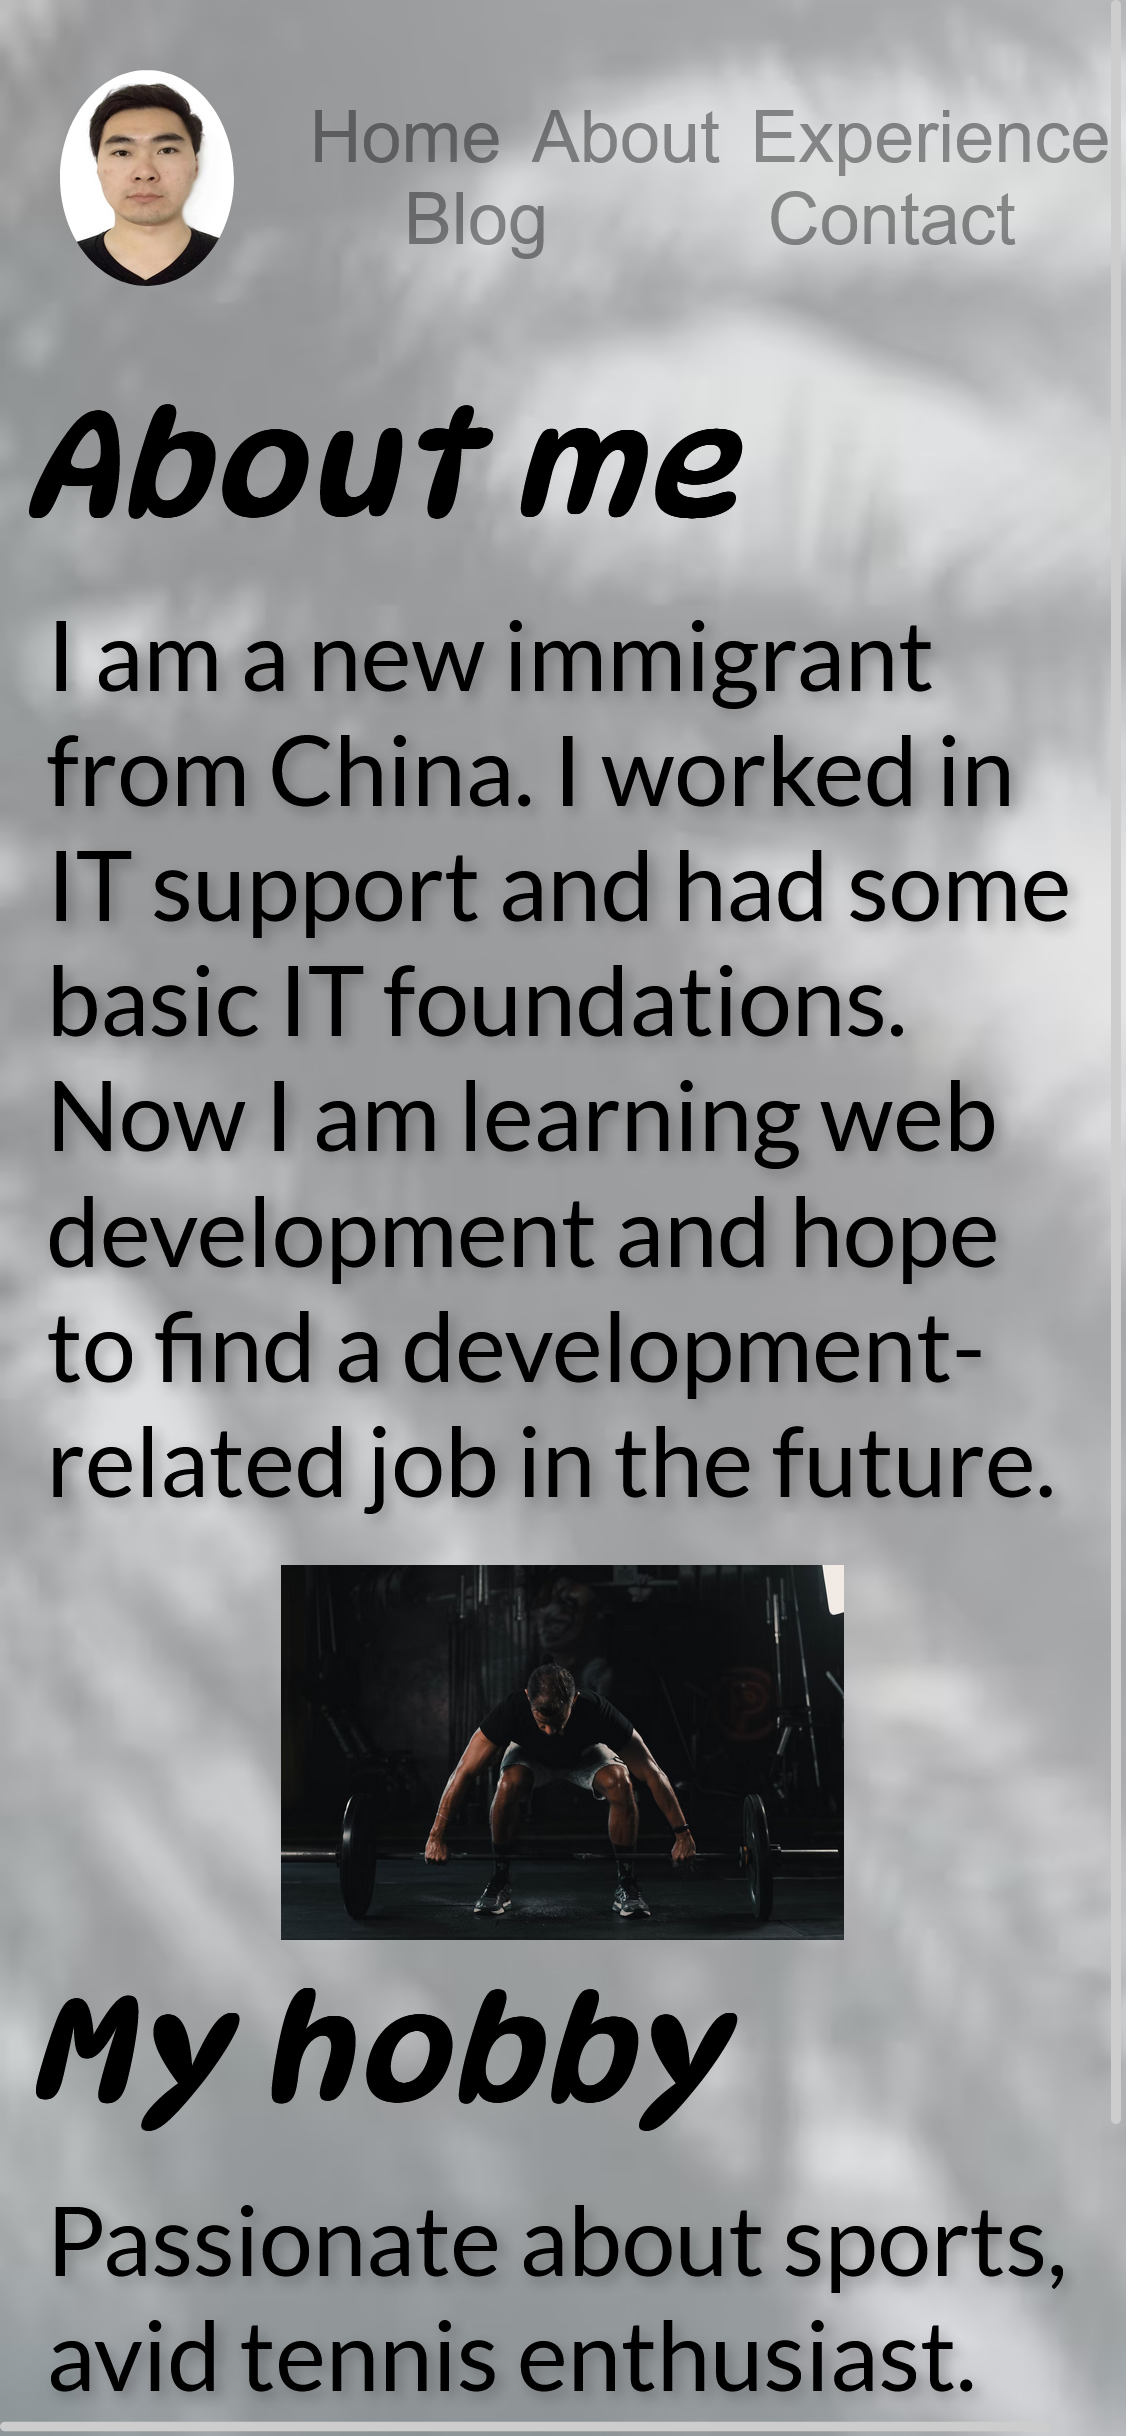 Home About Experience
Blog Contact
About me
I am a new immigrant
from China. I worked in
IT support and had some
basic IT foundations.
Now I am learning web
development and hope
to find a development-
related job in the future.
My hobby
Passionate about sports,
avid tennis enthusiast.